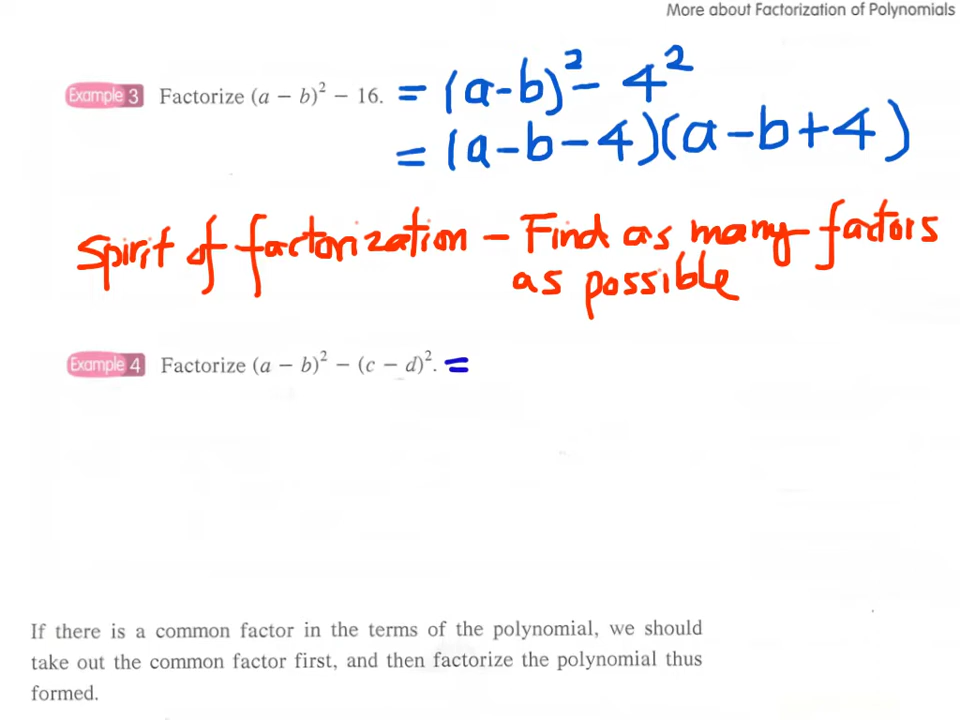 More about Factorization of Polynomials
Example 3 Factorize (a − b)² − 16. = (a-b)² - 4²
= (a-b-4)(a-b+4)
Spirit of factorization - Find as many factors
as possible
Example 4 Factorize (a − b)² − (c − d)². =
If there is a common factor in the terms of the polynomial, we should
take out the common factor first, and then factorize the polynomial thus
formed.